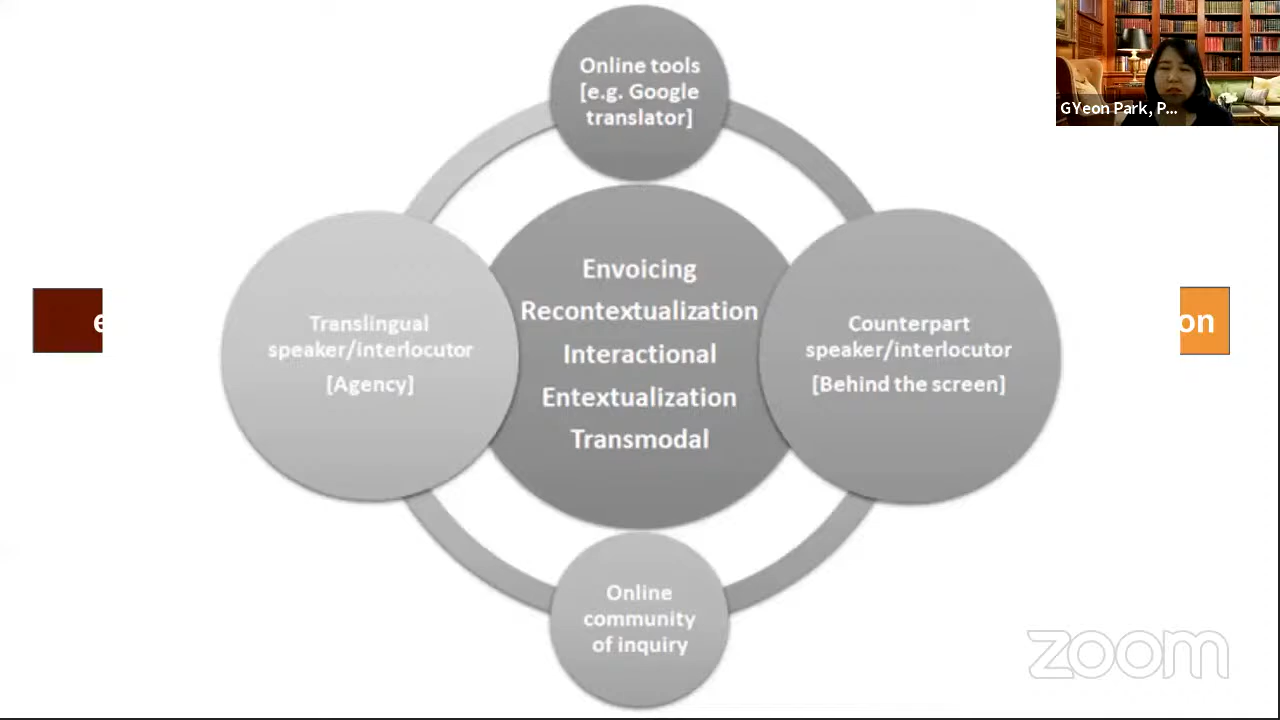 Online tools
[e.g. Google
translator]
GYeon Park, P...
Envoicing
Recontextualization
Interactional
Entextualization
Transmodal
Translingual
speaker/interlocutor
[Agency]
Counterpart
speaker/interlocutor
[Behind the screen]
e
on
Online
community
of inquiry
zoom